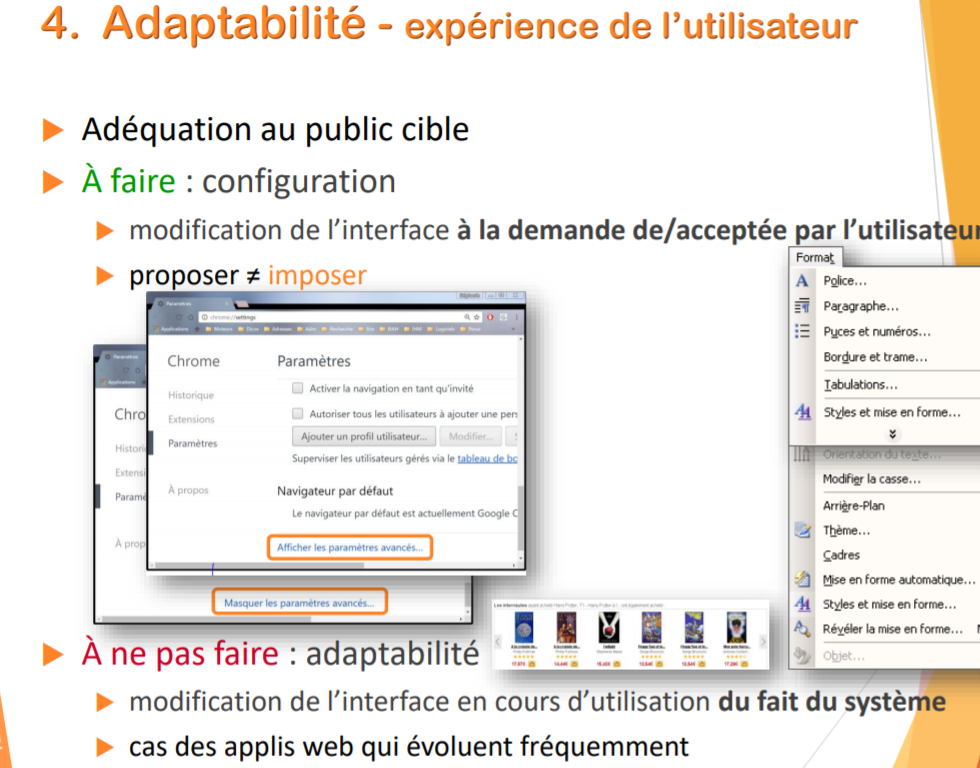 4. Adaptabilité - expérience de l'utilisateur
Adéquation au public cible
À faire : configuration
modification de l'interface à la demande de/acceptée par l'utilisateur
proposer ≠ imposer
Paramètres
chrome://settings
Applications
Chrome
Paramètres
Historique
Activer la navigation en tant qu'invité
Extensions
Autoriser tous les utilisateurs à ajouter une pers
Paramètres
Ajouter un profil utilisateur...
Modifier...
Superviser les utilisateurs gérés via le tableau de bo
À propos
Navigateur par défaut
Le navigateur par défaut est actuellement Google C
Afficher les paramètres avancés...
Paramètres
Applications
Chro
Histori
Extensi
Paramè
À prop
Masquer les paramètres avancés...
Format
Police...
Paragraphe...
Puces et numéros...
Bordure et trame...
Tabulations...
Styles et mise en forme...
Orientation du texte...
Modifier la casse...
Arrière-Plan
Thème...
Cadres
Mise en forme automatique...
Styles et mise en forme...
Révéler la mise en forme...
Objet...
Les internautes
À ne pas faire : adaptabilité
modification de l'interface en cours d'utilisation du fait du système
cas des applis web qui évoluent fréquemment